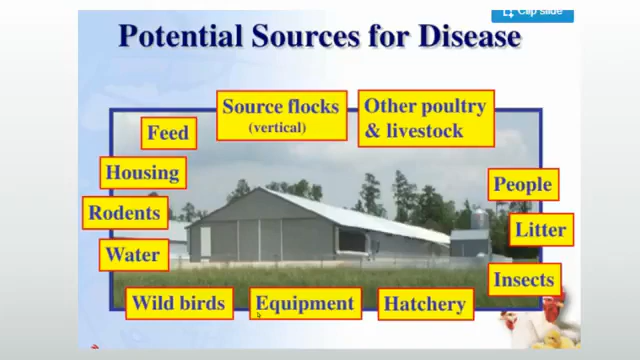 Clip slide
Potential Sources for Disease
Source flocks
(vertical)
Other poultry
& livestock
Feed
Housing
People
Rodents
Litter
Water
Insects
Wild birds
Equipment
Hatchery